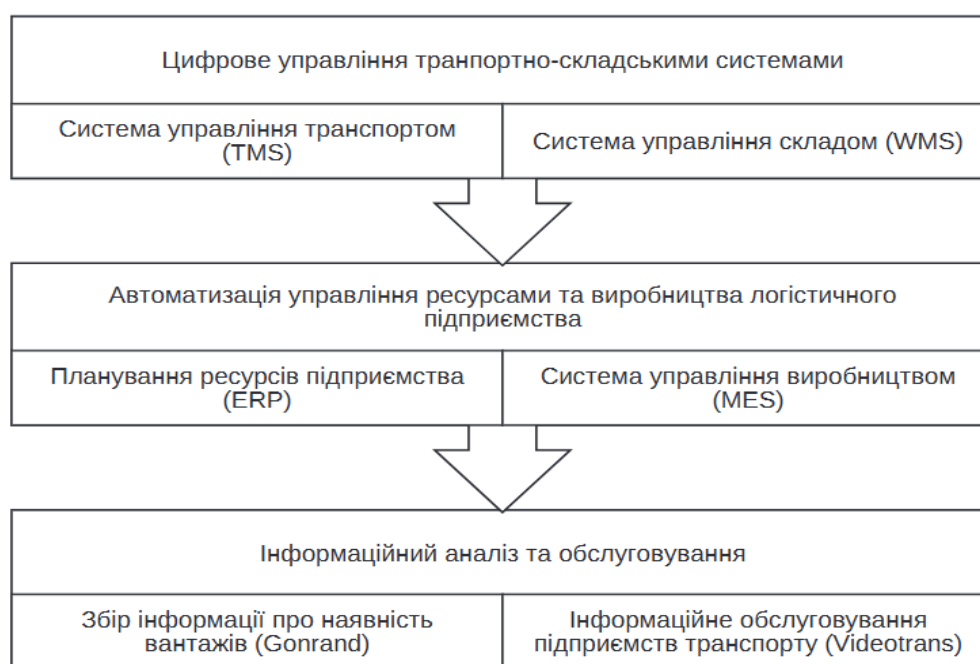 Цифрове управління транпортно-складськими системами
Система управління транспортом
(TMS)
Система управління складом (WMS)
Автоматизація управління ресурсами та виробництва логістичного
підприємства
Планування ресурсів підприємства
(ERP)
Система управління виробництвом
(MES)
Інформаційний аналіз та обслуговування
Збір інформації про наявність
вантажів (Gonrand)
Інформаційне обслуговування
підприємств транспорту (Videotrans)